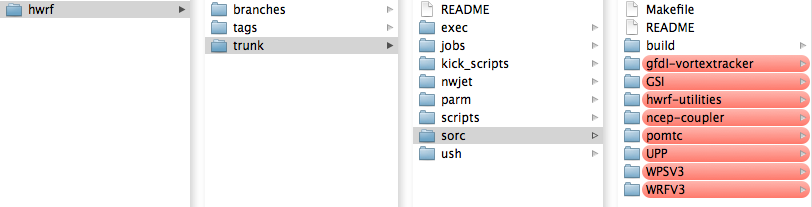 hwrf
branches
tags
trunk
README
exec
jobs
kick_scripts
nwjet
parm
scripts
sorc
ush
Makefile
README
build
gfdl-vortextracker
GSI
hwrf-utilities
ncep-coupler
pomtc
UPP
WPSV3
WRFV3